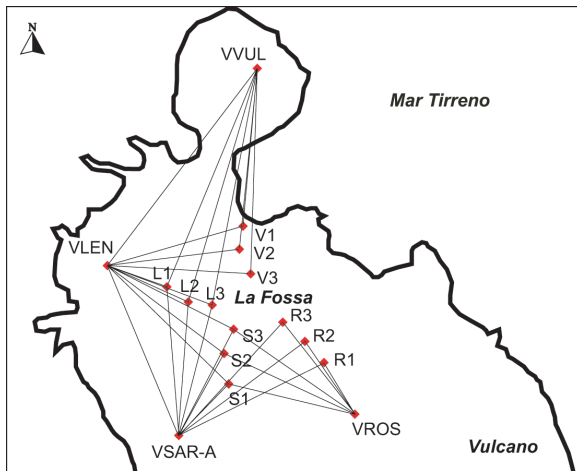 N
VVUL
Mar Tirreno
V1
VLEN
V2
V3
L1
L2
L3
La Fossa
R3
S3
R2
S2
R1
S1
VROS
VSAR-A
Vulcano